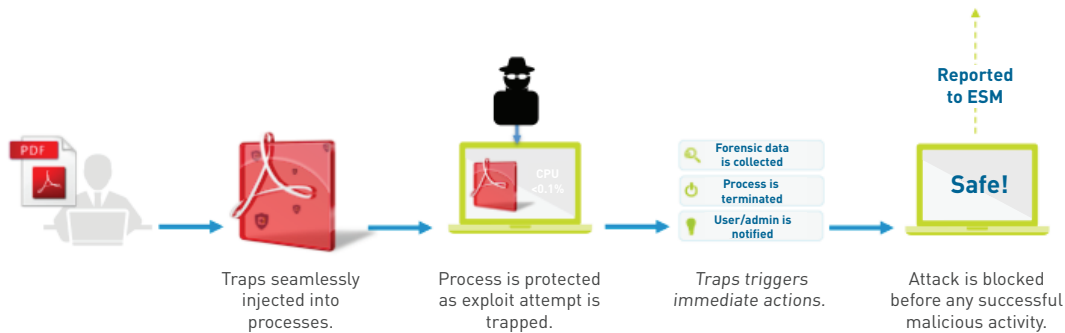 Reported
to ESM
PDF
CPU
<0.1%
Forensic data
is collected
Process is
terminated
User/admin is
notified
Safe!
Traps seamlessly
injected into
processes.
Process is protected
as exploit attempt is
trapped.
Traps triggers
immediate actions.
Attack is blocked
before any successful
malicious activity.